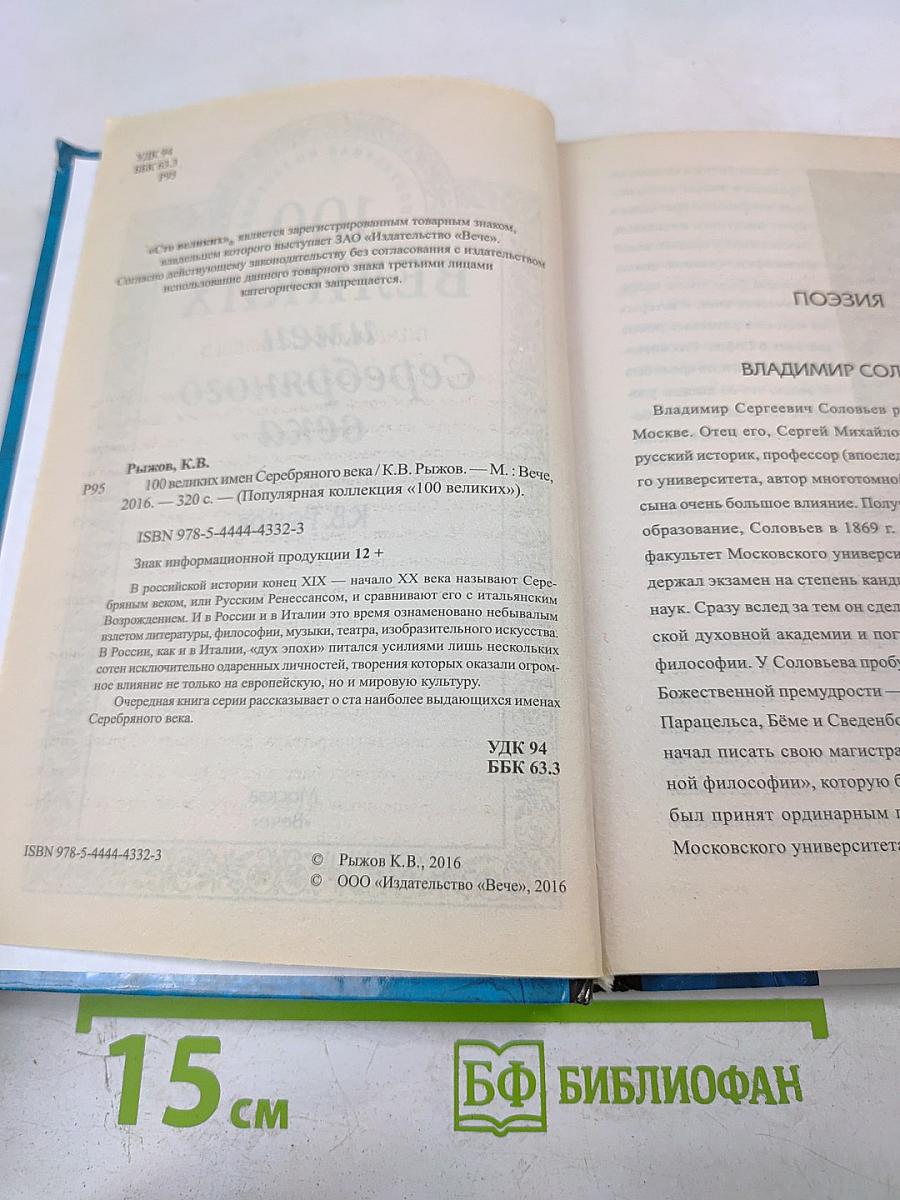 УДК 94
ББК 63.3
Р95
«Сто великих», является зарегистрированным товарным знаком,
владельцем которого выступает ЗАО «Издательство «Вече».
Согласно действующему законодательству без согласования с издательством
использование данного товарного знака третьими лицами
категорически запрещается.
Рыжов, К.В.
Р95 100 великих имен Серебряного века / К.В. Рыжов. — М. : Вече,
2016. — 320 с. — (Популярная коллекция «100 великих»).
ISBN 978-5-4444-4332-3
Знак информационной продукции 12 +
В российской истории конец XIX — начало XX века называют Сере-
бряным веком, или Русским Ренессансом, и сравнивают его с итальянским
Возрождением. И в России и в Италии это время ознаменовано небывалым
взлетом литературы, философии, музыки, театра, изобразительного искусства.
В России, как и в Италии, «дух эпохи» питался усилиями лишь нескольких
сотен исключительно одаренных личностей, творения которых оказали огром-
ное влияние не только на европейскую, но и мировую культуру.
Очередная книга серии рассказывает о ста наиболее выдающихся именах
Серебряного века.
УДК 94
ББК 63.3
ISBN 978-5-4444-4332-3
© Рыжов К.В., 2016
© ООО «Издательство «Вече», 2016
ПОЭЗИЯ
ВЛАДИМИР СОЛ
Владимир Сергеевич Соловьев р
Москве. Отец его, Сергей Михайло
русский историк, профессор (впослед
го университета, автор многотомной
сына очень большое влияние. Получ
образование, Соловьев в 1869 г.
факультет Московского универси
держал экзамен на степень канд
наук. Сразу вслед за тем он сдел
ской духовной академии и пог
философии. У Соловьева пробу
Божественной премудрости —
Парацельса, Бёме и Сведенбо
начал писать свою магистра
ной философии», которую б
был принят ординарным п
Московского университета
15 см
БФ БИБЛИОФАН